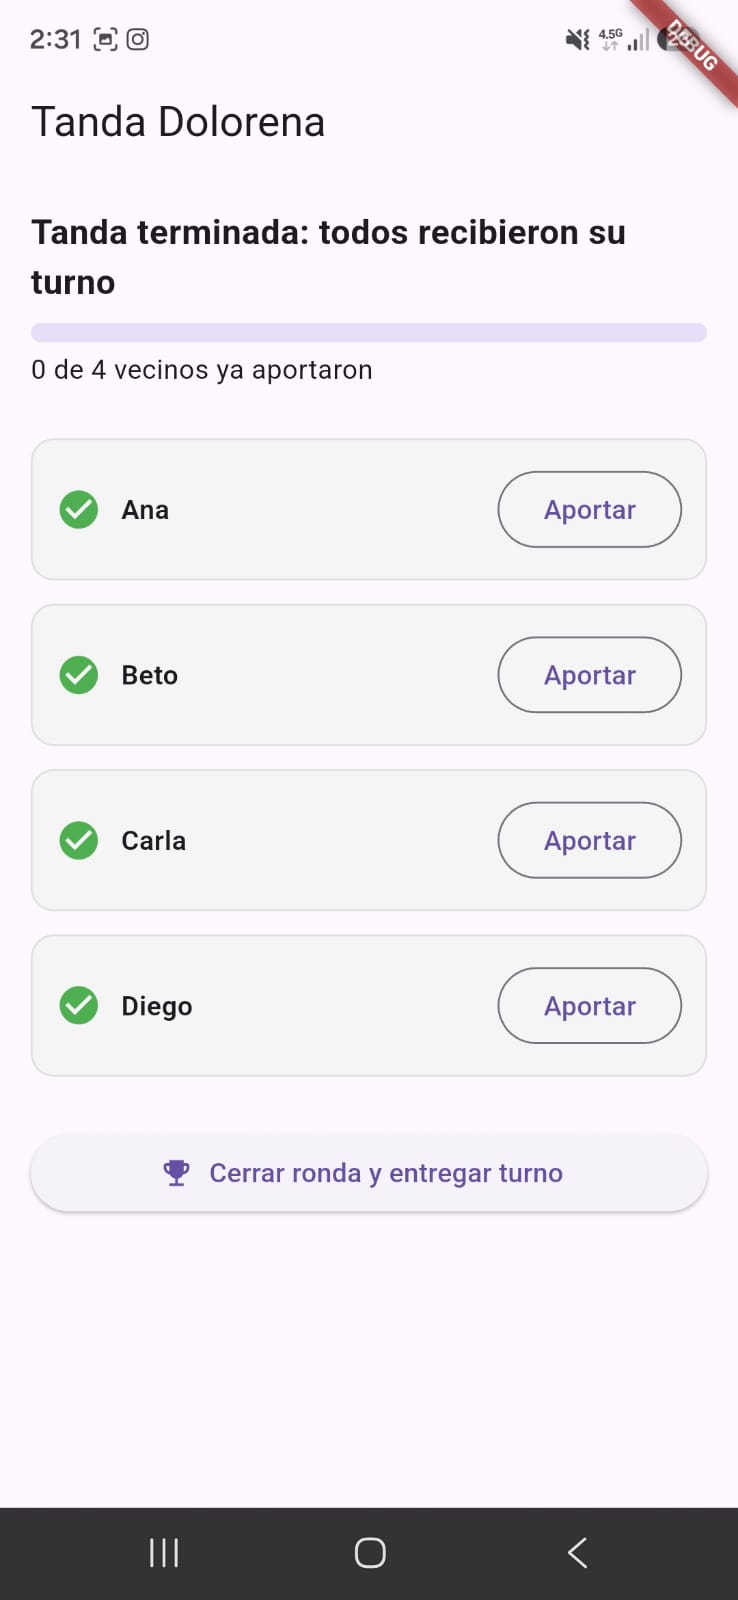 2:31
4.5G
DEBUG
Tanda Dolorena
Tanda terminada: todos recibieron su
turno
0 de 4 vecinos ya aportaron
Ana
Aportar
Beto
Aportar
Carla
Aportar
Diego
Aportar
Cerrar ronda y entregar turno